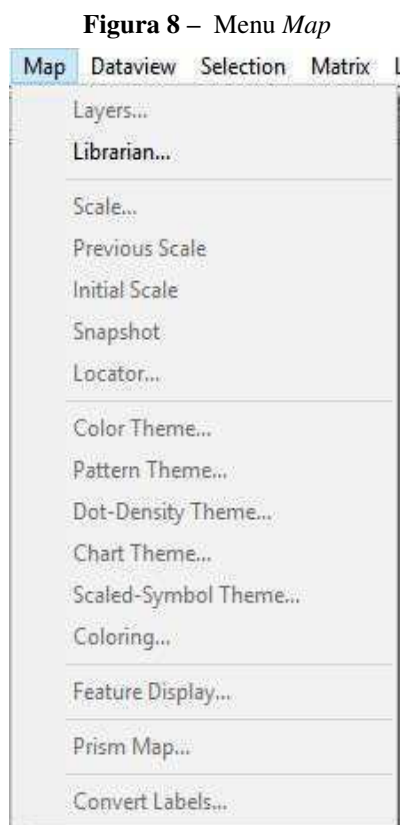 Figura 8 – Menu Map
Map Dataview Selection Matrix
Layers...
Librarian...
Scale...
Previous Scale
Initial Scale
Snapshot
Locator...
Color Theme...
Pattern Theme...
Dot-Density Theme...
Chart Theme...
Scaled-Symbol Theme...
Coloring...
Feature Display...
Prism Map...
Convert Labels...